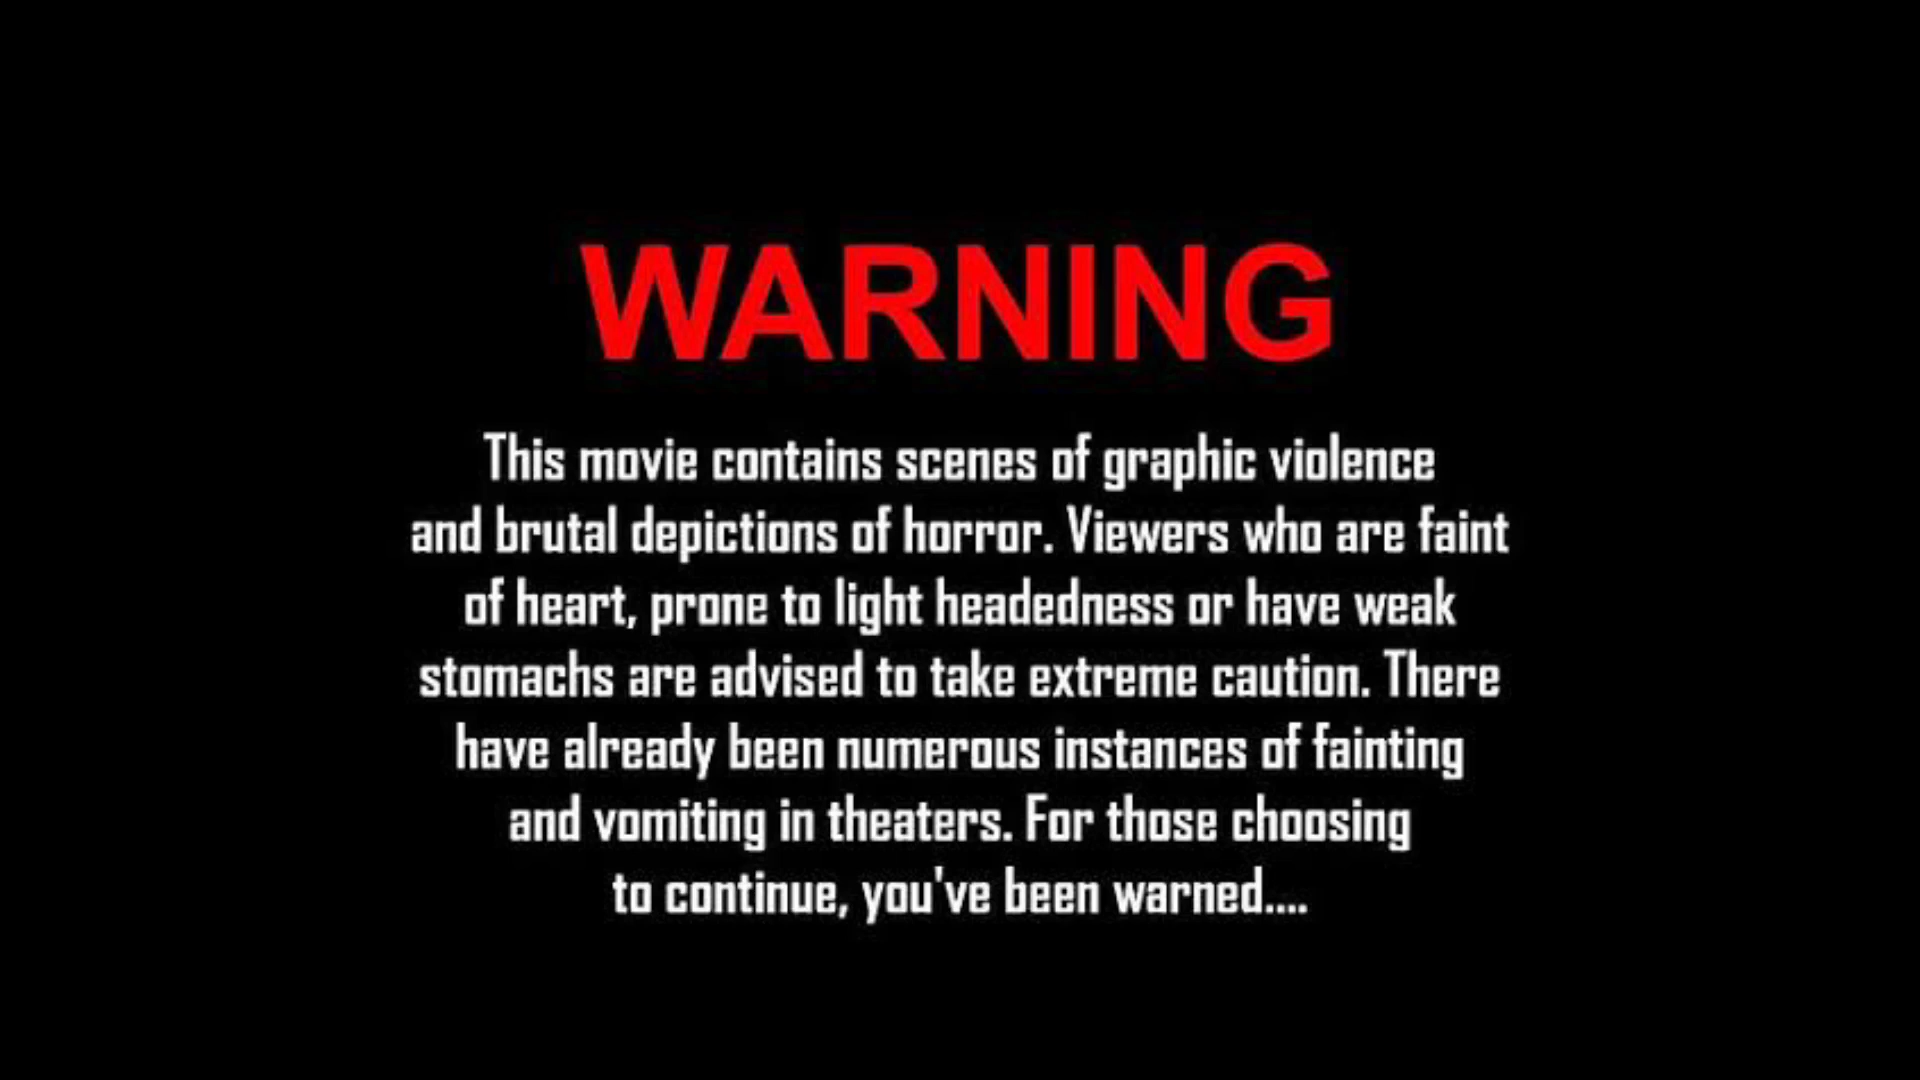 WARNING
This movie contains scenes of graphic violence
and brutal depictions of horror. Viewers who are faint
of heart, prone to light headedness or have weak
stomachs are advised to take extreme caution. There
have already been numerous instances of fainting
and vomiting in theaters. For those choosing
to continue, you've been warned....